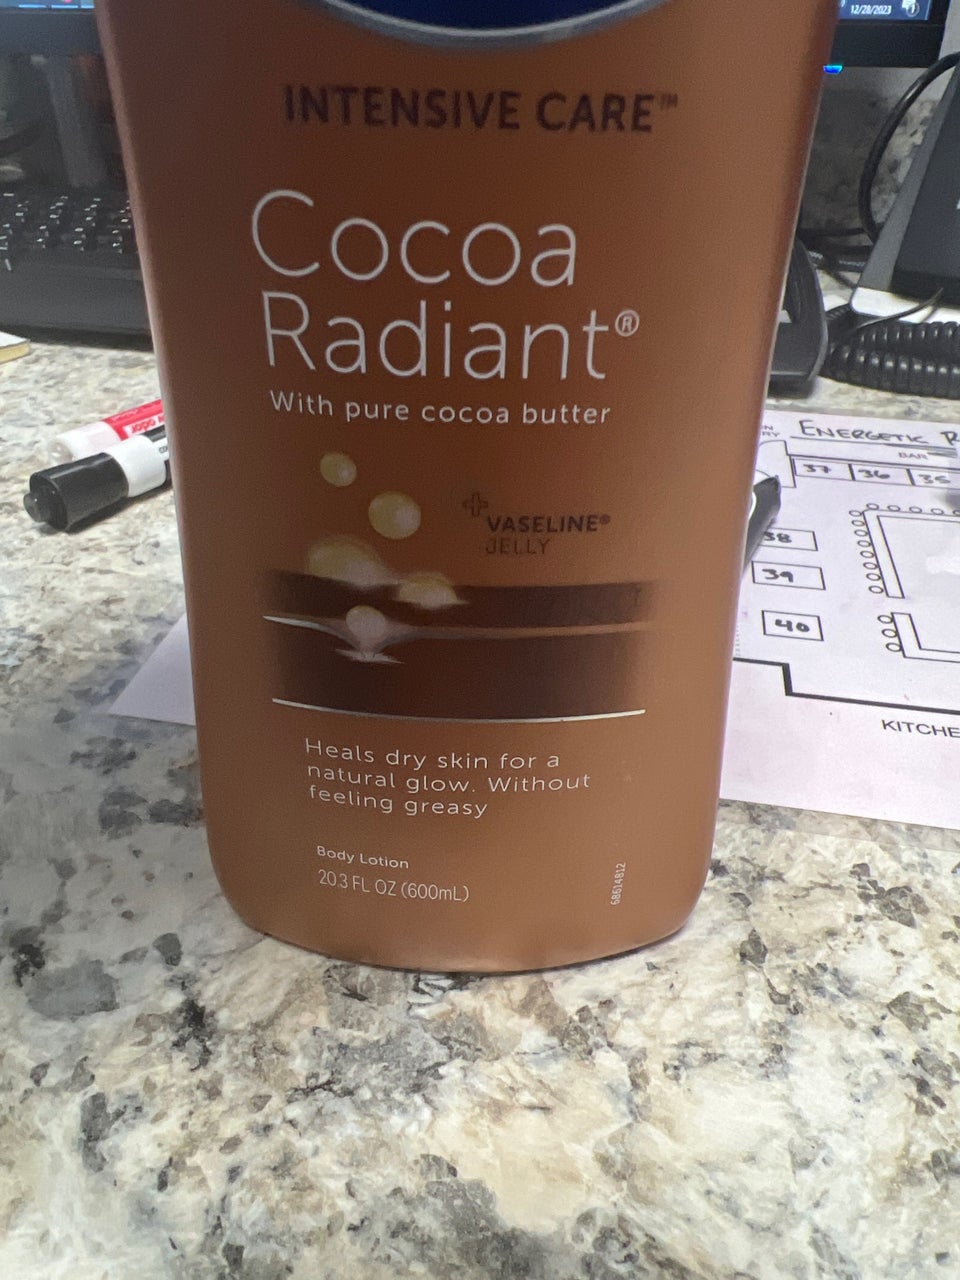 12/28/2023
INTENSIVE CARE™
Cocoa
Radiant®
With pure cocoa butter
VASELINE®
JELLY
Heals dry skin for a
natural glow. Without
feeling greasy
Body Lotion
20.3 FL OZ (600mL)
68614812
odor
ENERGETIC
BAR
37 36 35
38
39
40